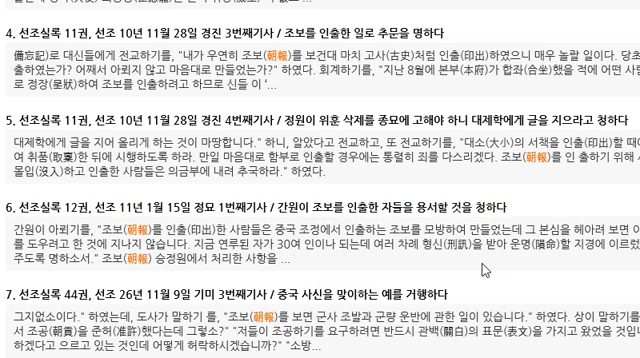 4. 선조실록 11권, 선조 10년 11월 28일 경진 3번째기사 / 조보를 인출한 일로 추문을 명하다
備忘記)로 대신들에게 전교하기를, "내가 우연히 조보(朝報)를 보건대 마치 고사(古史)처럼 인출(印出)하였으니 매우 놀랄 일이다. 당초
출하였는가? 어째서 아뢰지 않고 마음대로 만들었는가?" 하였다. 회계하기를, "지난 8월에 본부(本府)가 합좌(合坐)했을 적에 어떤 사람
로 정장(呈狀)하여 조보를 인출하려고 하므로 신들 이 '...
5. 선조실록 11권, 선조 10년 11월 28일 경진 4번째기사 / 정원이 위훈 삭제를 종묘에 고해야 하니 대제학에게 글을 지으라고 청하다
대제학에게 글을 지어 올리게 하는 것이 마땅합니다." 하니, 알았다고 전교하고, 또 전교하기를, "대소(大小)의 서책을 인출(印出)할 때에
여 취품(取稟)한 뒤에 시행하도록 하라. 만일 마음대로 함부로 인출할 경우에는 통렬히 죄를 다스리겠다. 조보(朝報)를 인 출하기 위해
몰입(沒入)하고 인출한 사람들은 의금부에 내려 추국하라." 하였다.
6. 선조실록 12권, 선조 11년 1월 15일 정묘 1번째기사 / 간원이 조보를 인출한 자들을 용서할 것을 청하다
간원이 아뢰기를, "조보(朝報)를 인출(印出)한 사람들은 중국 조정에서 인출하는 조보를 모방하여 만들었는데 그 본심을 헤아려 보면 이
를 도우려고 한 것에 지나지 않습니다. 지금 연루된 자가 30여 인이나 되는데 여러 차례 형신(刑訊)을 받아 운명(殞命)할 지경에 이르렀
주도록 명하소서." 조보(朝報) 승정원에서 처리한 사항을 ...
7. 선조실록 44권, 선조 26년 11월 9일 기미 3번째기사 / 중국 사신을 맞이하는 예를 거행하다
그지없소이다." 하였는데, 도사가 말하기 를, "조보(朝報)를 보면 군사 조발과 군량 운반에 관한 일이 있습니다." 하였다. 상이 말하기를
서 조공(朝貢)을 준허(准許)했다는데 그렇소?" "저들이 조공하기를 요구하려면 반드시 관백(關白)의 표문(表文)을 가지고 왔었을 것입니
하겠다고 으르고 있는 것인데 어떻게 허락하시겠습니까?" "소방...